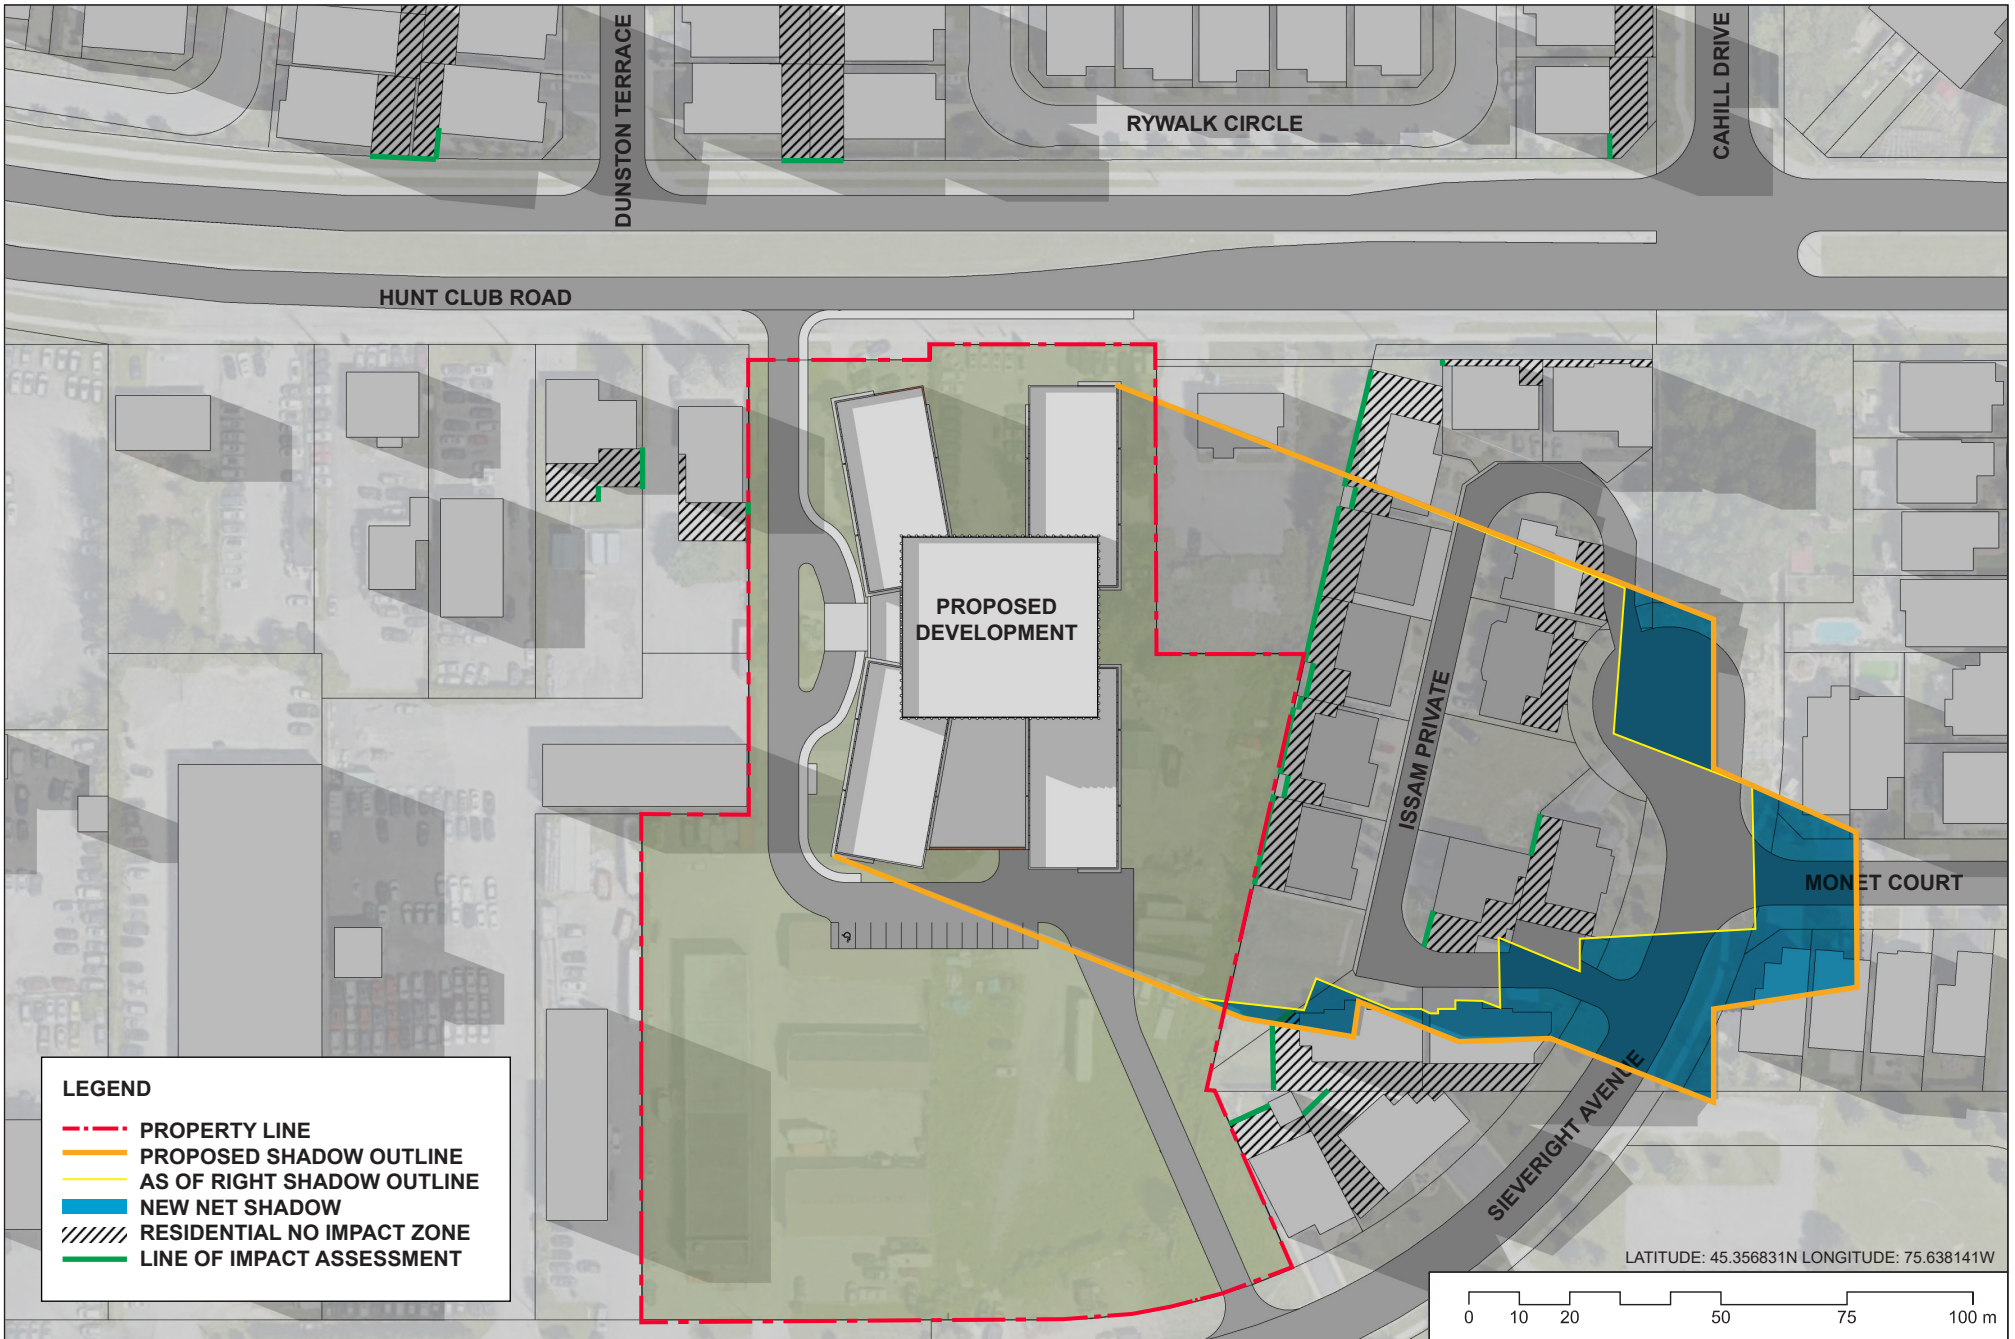 DUNSTON TERRACE
RYWALK CIRCLE
CAHILL DRIVE
HUNT CLUB ROAD
PROPOSED
DEVELOPMENT
ISSAM PRIVATE
MONET COURT
SIEVERIGHT AVENUE
LEGEND
PROPERTY LINE
PROPOSED SHADOW OUTLINE
AS OF RIGHT SHADOW OUTLINE
NEW NET SHADOW
RESIDENTIAL NO IMPACT ZONE
LINE OF IMPACT ASSESSMENT
LATITUDE: 45.356831N LONGITUDE: 75.638141W
0 10 20 50 75 100 m